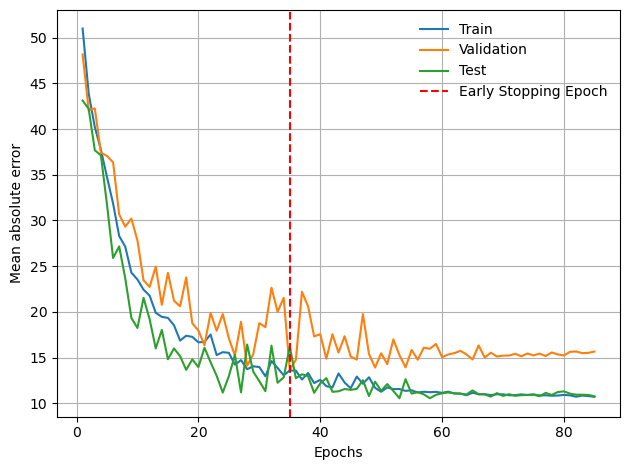 Train
Validation
Test
Early Stopping Epoch
50
45
40
35
30
25
20
15
10
Mean absolute error
0 20 40 60 80
Epochs